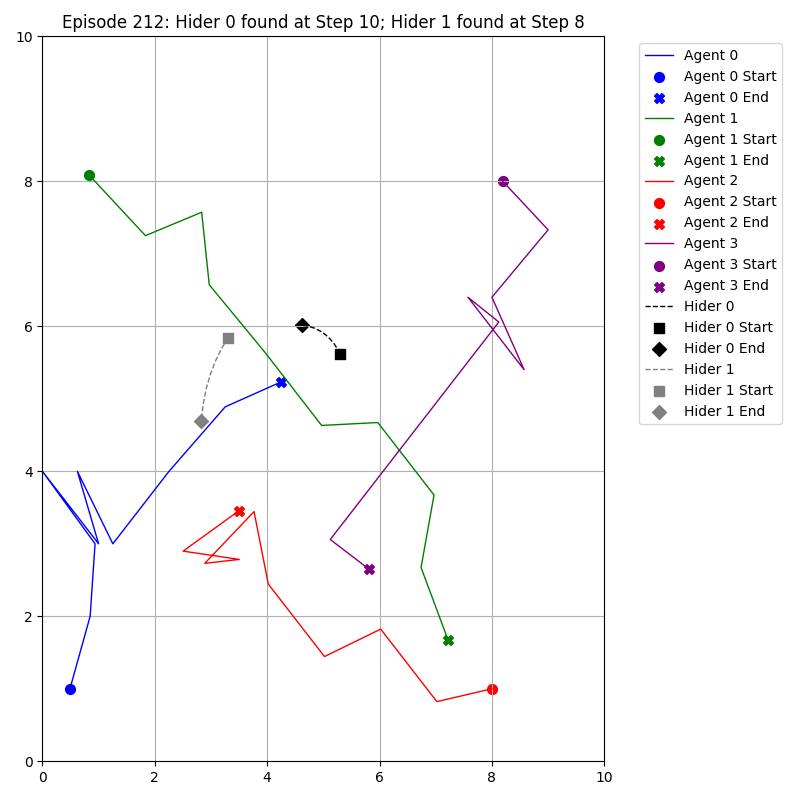 Episode 212: Hider 0 found at Step 10; Hider 1 found at Step 8
10
8
6
4
2
0
0 2 4 6 8 10
Agent 0
Agent 0 Start
Agent 0 End
Agent 1
Agent 1 Start
Agent 1 End
Agent 2
Agent 2 Start
Agent 2 End
Agent 3
Agent 3 Start
Agent 3 End
Hider 0
Hider 0 Start
Hider 0 End
Hider 1
Hider 1 Start
Hider 1 End